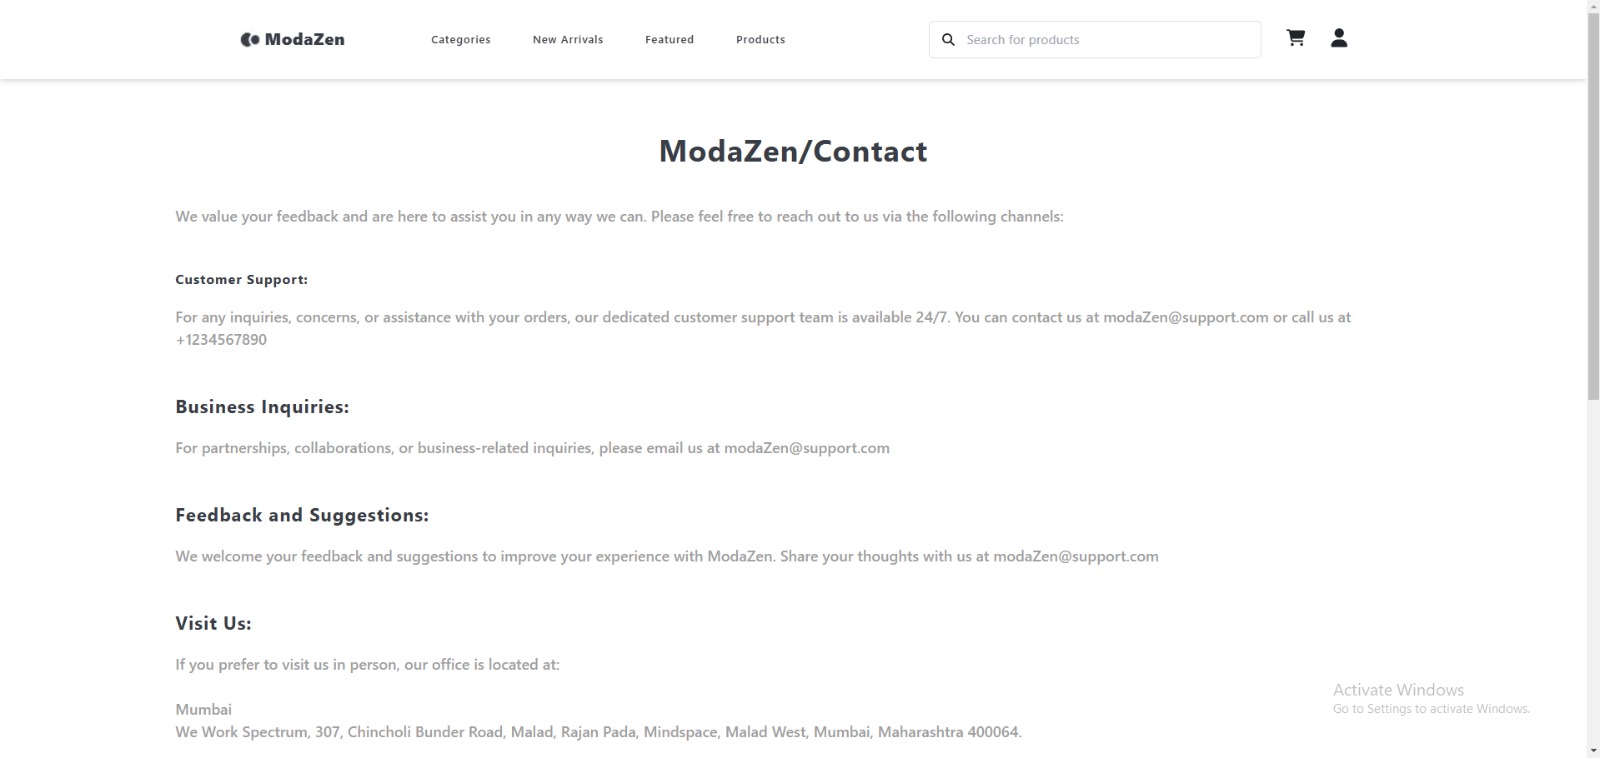 ModaZen
Categories
New Arrivals
Featured
Products
Search for products
ModaZen/Contact
We value your feedback and are here to assist you in any way we can. Please feel free to reach out to us via the following channels:
Customer Support:
For any inquiries, concerns, or assistance with your orders, our dedicated customer support team is available 24/7. You can contact us at modaZen@support.com or call us at
+1234567890
Business Inquiries:
For partnerships, collaborations, or business-related inquiries, please email us at modaZen@support.com
Feedback and Suggestions:
We welcome your feedback and suggestions to improve your experience with ModaZen. Share your thoughts with us at modaZen@support.com
Visit Us:
If you prefer to visit us in person, our office is located at:
Mumbai
We Work Spectrum, 307, Chincholi Bunder Road, Malad, Rajan Pada, Mindspace, Malad West, Mumbai, Maharashtra 400064.
Activate Windows
Go to Settings to activate Windows.